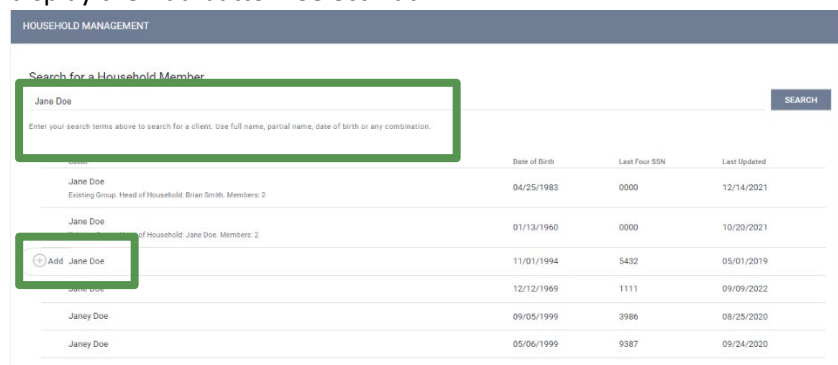 HOUSEHOLD MANAGEMENT
Search for a Household Member
Jane Doe
SEARCH
Enter your search terms above to search for a client. Use full name, partial name, date of birth or any combination.
Date of Birth Last Four SSN Last Updated
Jane Doe 04/25/1983 0000 12/14/2021
Existing Group. Head of Household: Brian Smith. Members: 2
Jane Doe 01/13/1960 0000 10/20/2021
of Household: Jane Doe. Members: 2
Add Jane Doe 11/01/1994 5432 05/01/2019
Jane Doe 12/12/1969 1111 09/09/2022
Janey Doe 09/05/1999 3986 08/25/2020
Janey Doe 05/06/1999 9387 09/24/2020